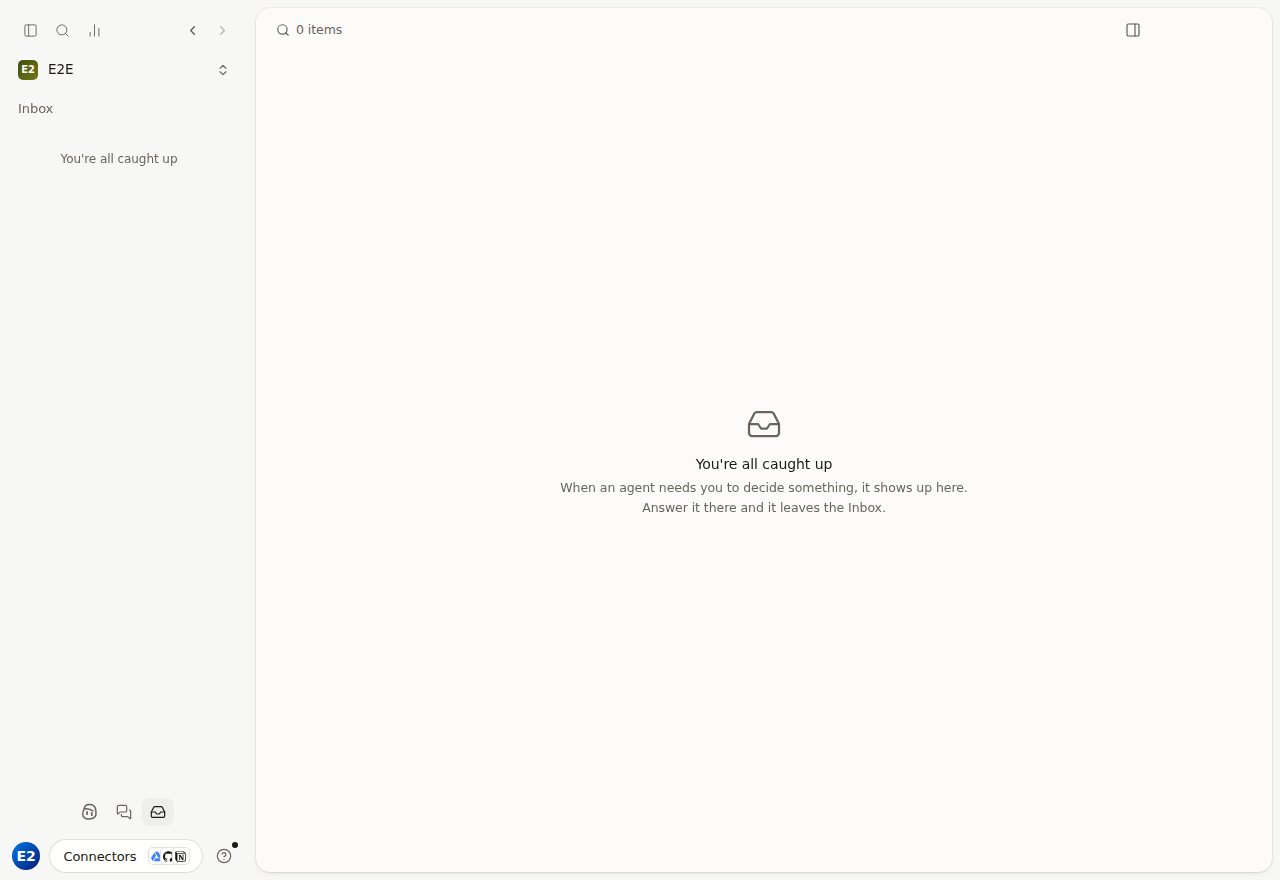 0 items
E2 E2E
Inbox
You're all caught up
You're all caught up
When an agent needs you to decide something, it shows up here.
Answer it there and it leaves the Inbox.
E2 Connectors